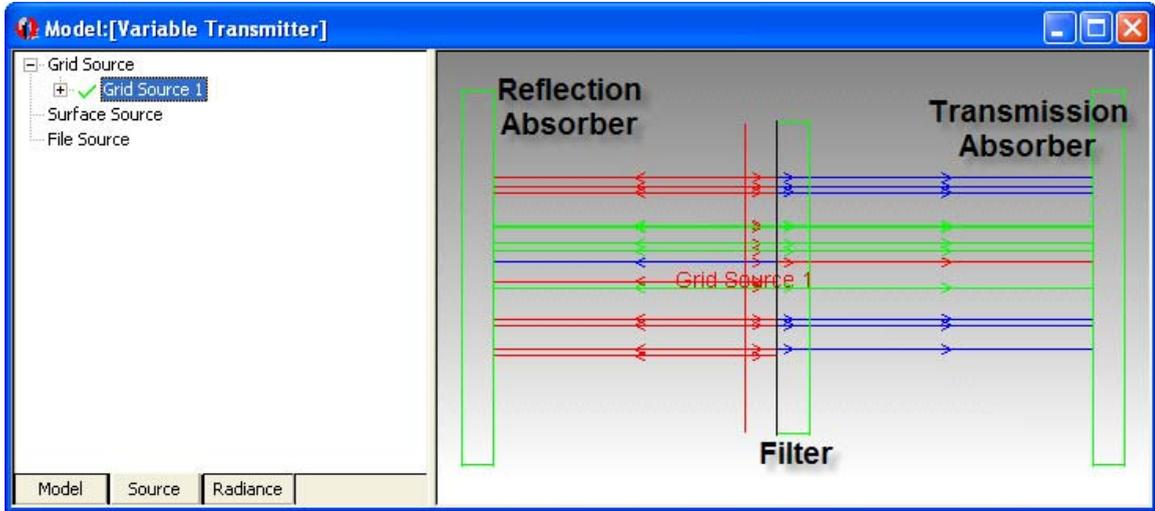 Model:[Variable Transmitter]
Grid Source
Grid Source 1
Surface Source
File Source
Model
Source
Radiance
Reflection
Absorber
Transmission
Absorber
Grid Source 1
Filter